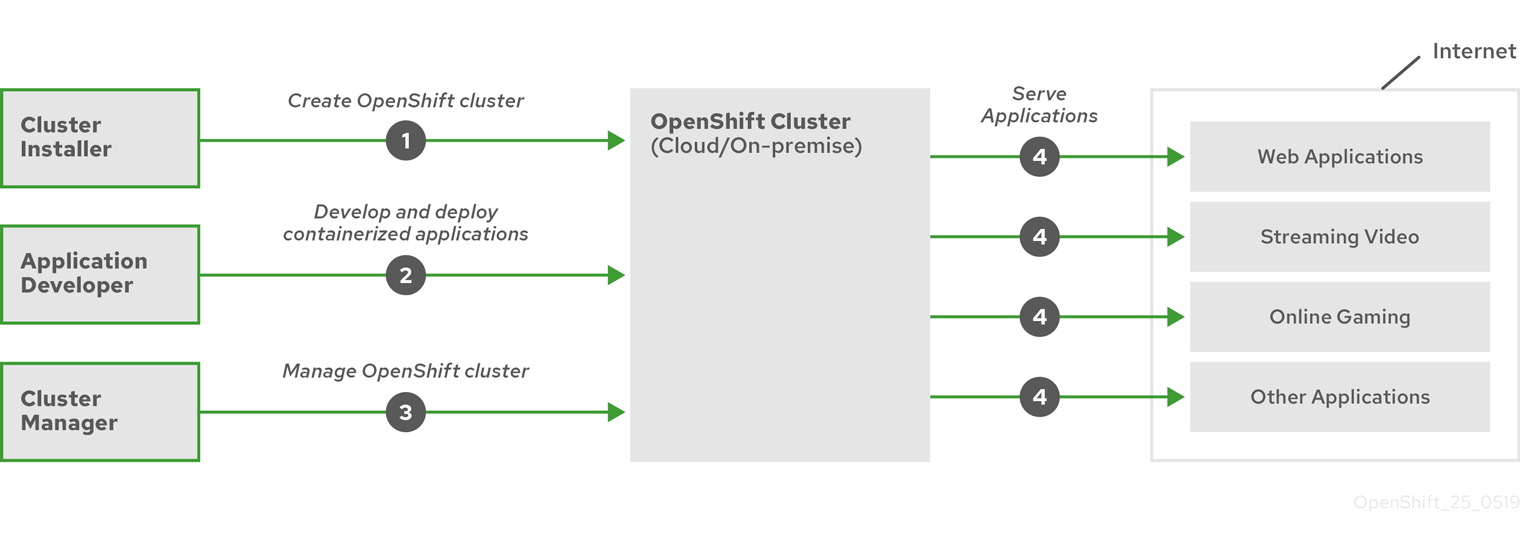 Internet
Cluster
Installer
Create OpenShift cluster
1
OpenShift Cluster
(Cloud/On-premise)
Serve
Applications
4
Web Applications
Application
Developer
Develop and deploy
containerized applications
2
4
Streaming Video
4
Online Gaming
Cluster
Manager
Manage OpenShift cluster
3
4
Other Applications
OpenShift_25_0519